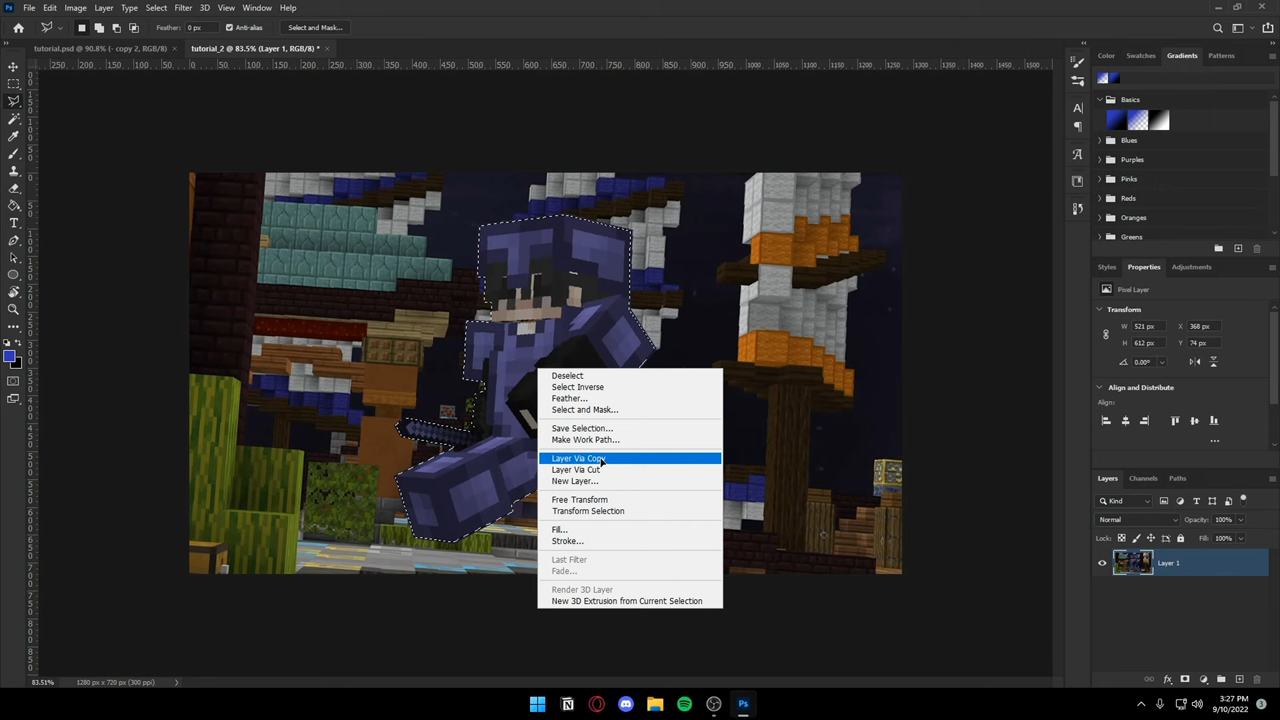 Ps File Edit Image Layer Type Select Filter 3D View Window Help
Feather: 0 px Anti-alias Select and Mask...
tutorial.psd @ 90.8% (- copy 2, RGB/8) × tutorial_2 @ 83.5% (Layer 1, RGB/8) * ×
Color Swatches Gradients Patterns
Basics
Blues
Purples
Pinks
Reds
Oranges
Greens
Styles Properties Adjustments
Pixel Layer
Transform
W 521 px X 368 px
H 612 px Y 74 px
0.00°
Align and Distribute
Align:
...
Layers Channels Paths
Kind
Normal Opacity: 100%
Lock: Fill: 100%
Layer 1
Deselect
Select Inverse
Feather...
Select and Mask...
Save Selection...
Make Work Path...
Layer Via Copy
Layer Via Cut
New Layer...
Free Transform
Transform Selection
Fill...
Stroke...
Last Filter
Fade...
Render 3D Layer
New 3D Extrusion from Current Selection
83.51% 1280 px x 720 px (300 ppi)
3:27 PM
9/10/2022